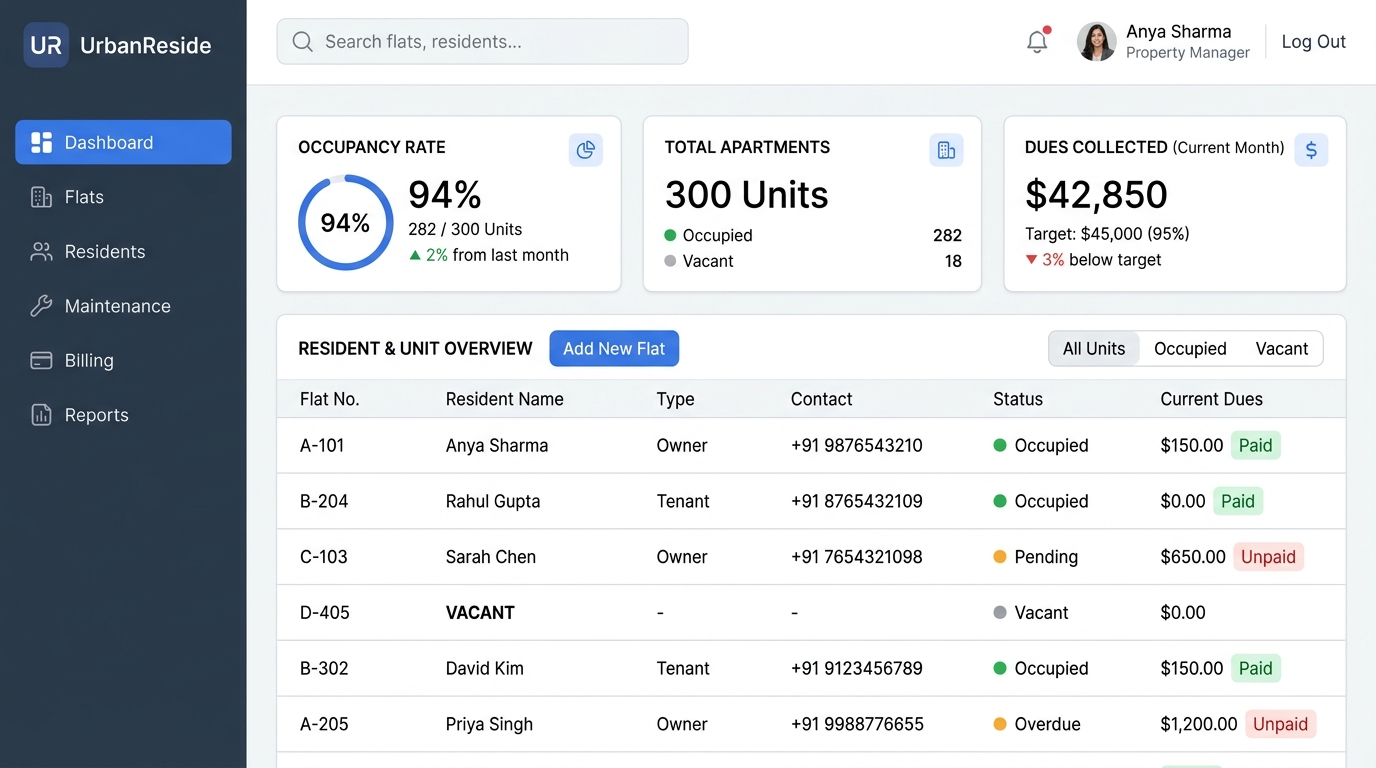 UR UrbanReside
Search flats, residents...
Anya Sharma
Property Manager
Log Out
Dashboard
Flats
Residents
Maintenance
Billing
Reports
OCCUPANCY RATE
94%
94%
282 / 300 Units
▲ 2% from last month
TOTAL APARTMENTS
300 Units
Occupied 282
Vacant 18
DUES COLLECTED (Current Month)
$
$42,850
Target: $45,000 (95%)
▼ 3% below target
RESIDENT & UNIT OVERVIEW Add New Flat All Units Occupied Vacant
Flat No. Resident Name Type Contact Status Current Dues
A-101 Anya Sharma Owner +91 9876543210 Occupied $150.00 Paid
B-204 Rahul Gupta Tenant +91 8765432109 Occupied $0.00 Paid
C-103 Sarah Chen Owner +91 7654321098 Pending $650.00 Unpaid
D-405 VACANT - - Vacant $0.00
B-302 David Kim Tenant +91 9123456789 Occupied $150.00 Paid
A-205 Priya Singh Owner +91 9988776655 Overdue $1,200.00 Unpaid